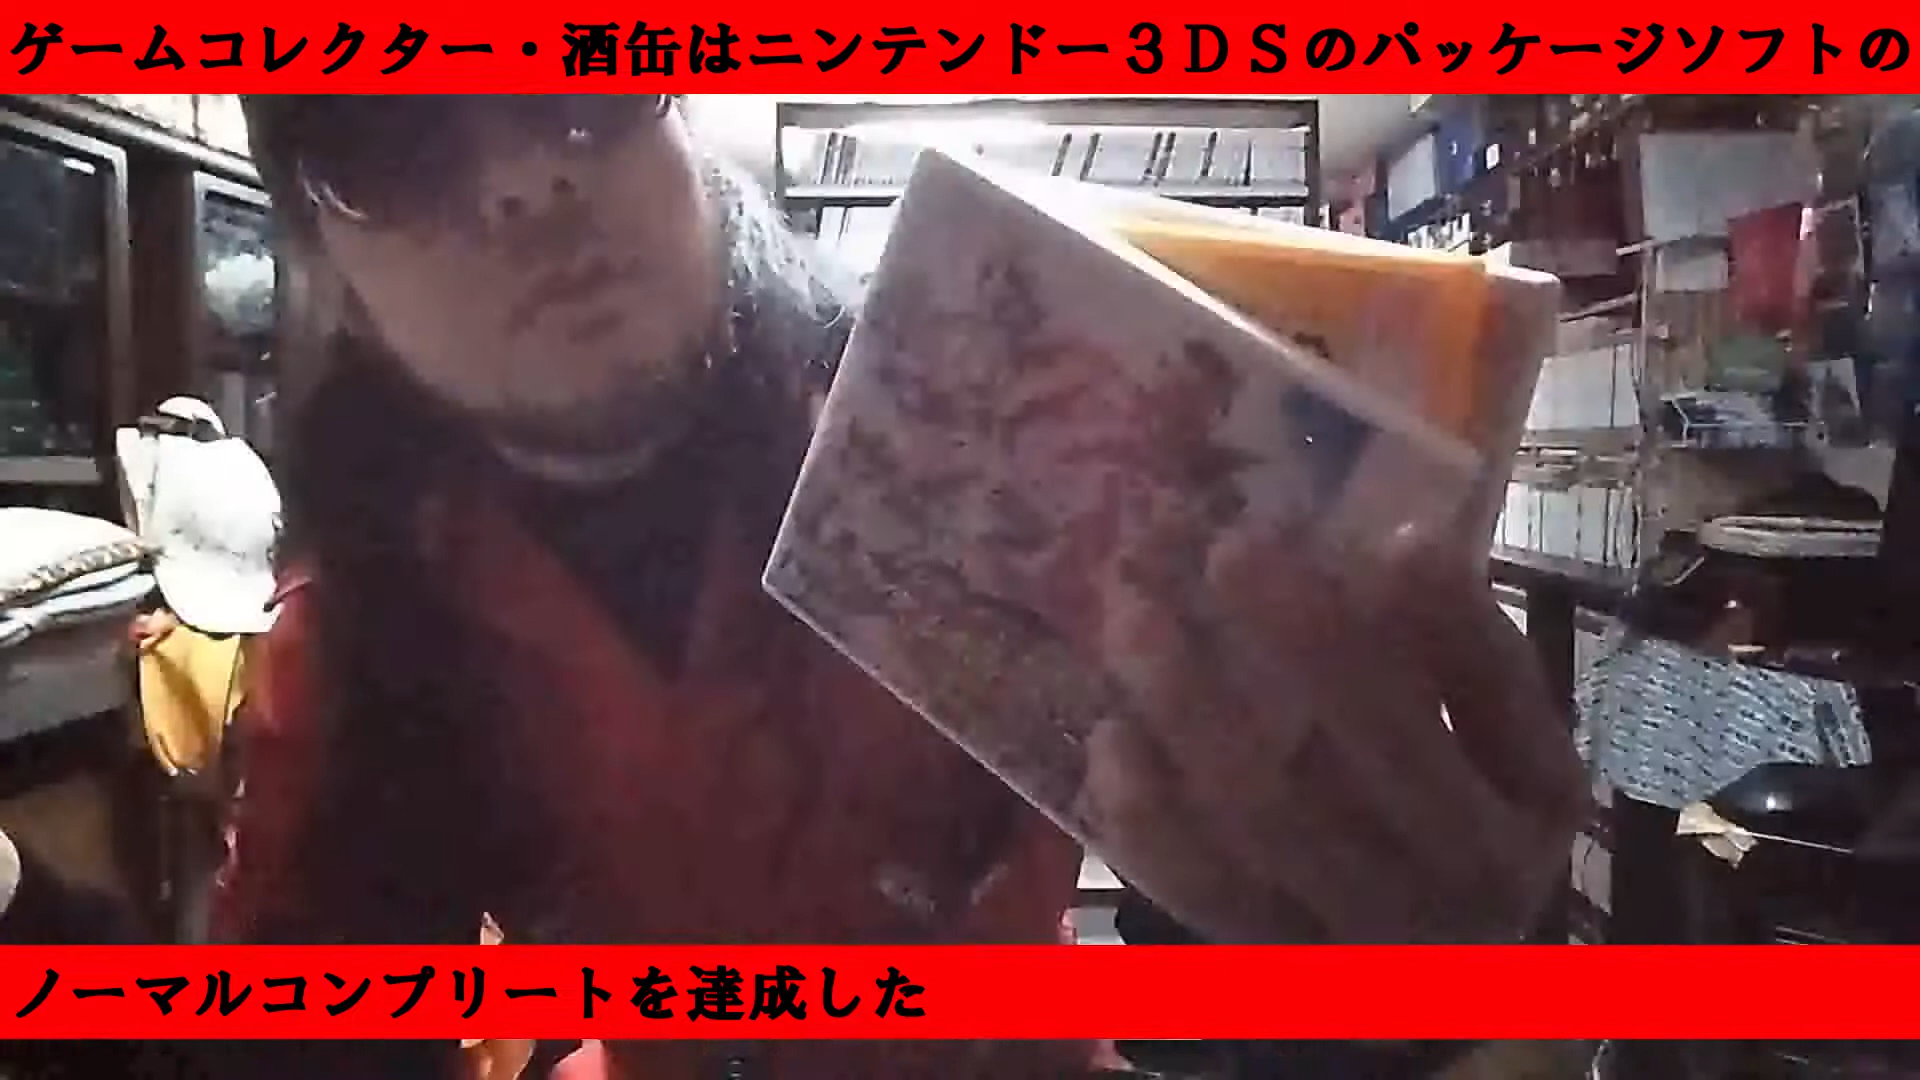 ゲームコレクター・酒缶はニンテンドー３ＤＳのパッケージソフトの
ノーマルコンプリートを達成した